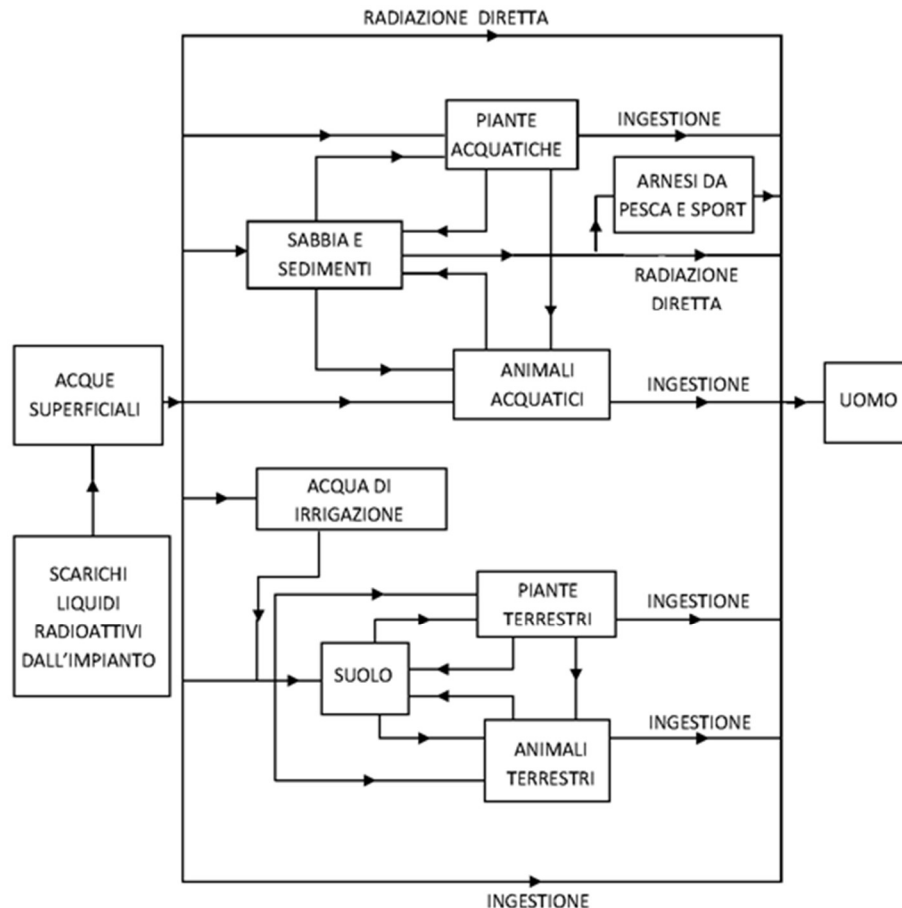 RADIAZIONE DIRETTA
PIANTE
ACQUATICHE
INGESTIONE
ARNESI DA
PESCA E SPORT
SABBIA E
SEDIMENTI
RADIAZIONE
DIRETTA
ACQUE
SUPERFICIALI
ANIMALI
ACQUATICI
INGESTIONE
UOMO
ACQUA DI
IRRIGAZIONE
SCARICHI
LIQUIDI
RADIOATTIVI
DALL'IMPIANTO
PIANTE
TERRESTRI
INGESTIONE
SUOLO
ANIMALI
TERRESTRI
INGESTIONE
INGESTIONE